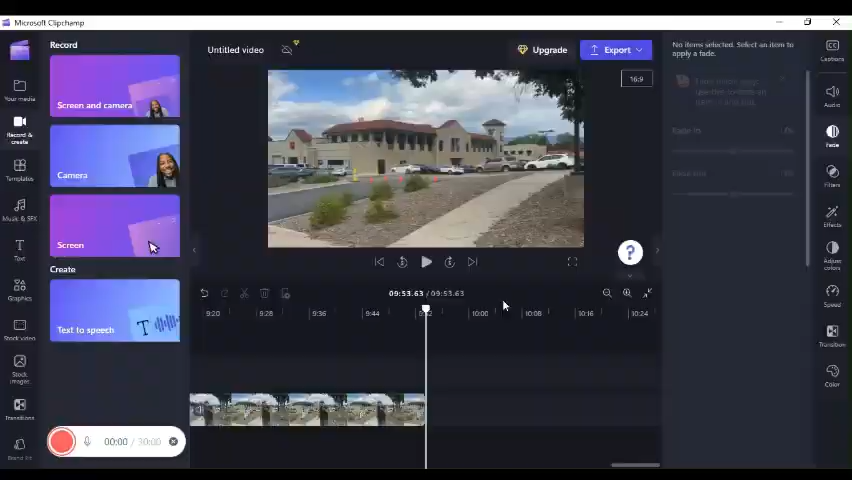 Microsoft Clipchamp
Record
Untitled video
Upgrade
Export
No items selected. Select an item to
apply a fade.
Captions
16:9
Your media
Screen and camera
Audio
Record &
create
Fade
Camera
Templates
Filters
Music & SFX
Effects
Screen
Text
?
Create
Adjust
colors
Graphics
09:53.63 / 09:53.63
Speed
9:20
9:28
9:36
9:44
10:00
10:08
10:16
10:24
Text to speech
T
Stock video
Transition
Stock
images
Color
Transitions
00:00 / 30:00